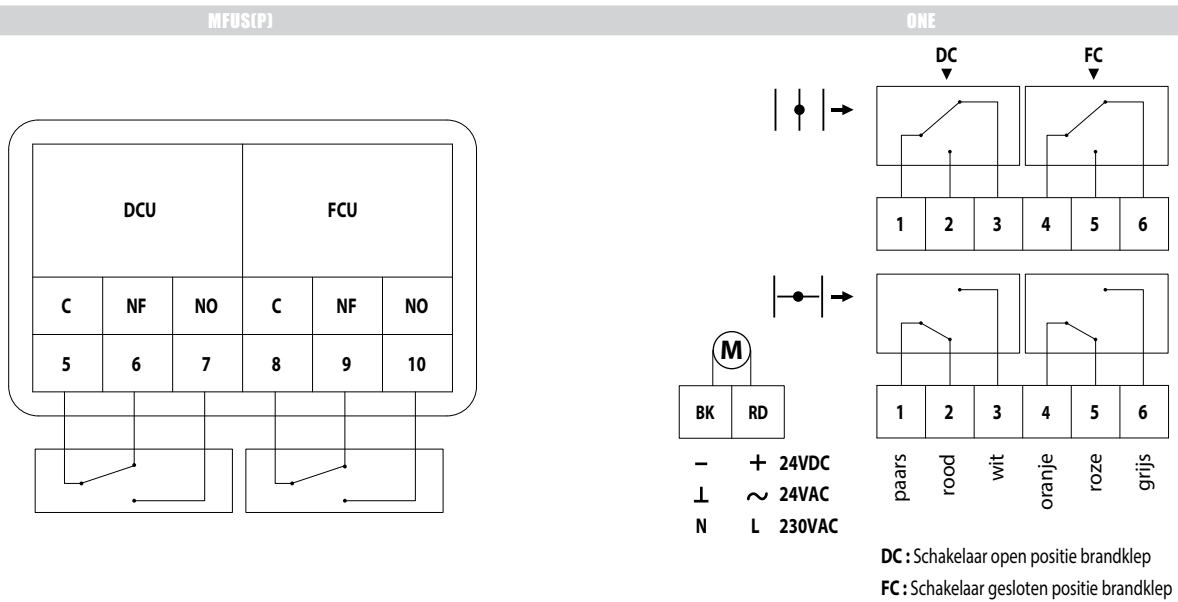 MFUS(P)
ONE
DCU FCU
C NF NO C NF NO
5 6 7 8 9 10
DC FC
1 2 3 4 5 6
M
BK RD
– + 24VDC
⊥ ~ 24VAC
N L 230VAC
1 2 3 4 5 6
paars rood wit oranje roze grijs
DC : Schakelaar open positie brandklep
FC : Schakelaar gesloten positie brandklep